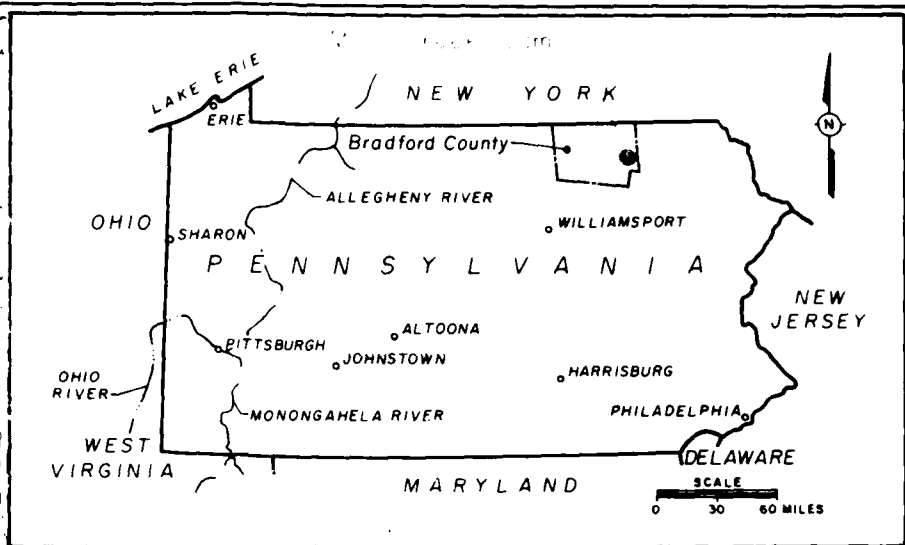 LAKE ERIE
ERIE
NEW YORK
N
Bradford County
ALLEGHENY RIVER
OHIO
SHARON
WILLIAMSPORT
PENNSYLVANIA
NEW
JERSEY
ALTOONA
PITTSBURGH
JOHNSTOWN
OHIO
RIVER
HARRISBURG
MONONGAHELA RIVER
PHILADELPHIA
WEST
VIRGINIA
DELAWARE
MARYLAND
SCALE
0 30 60 MILES